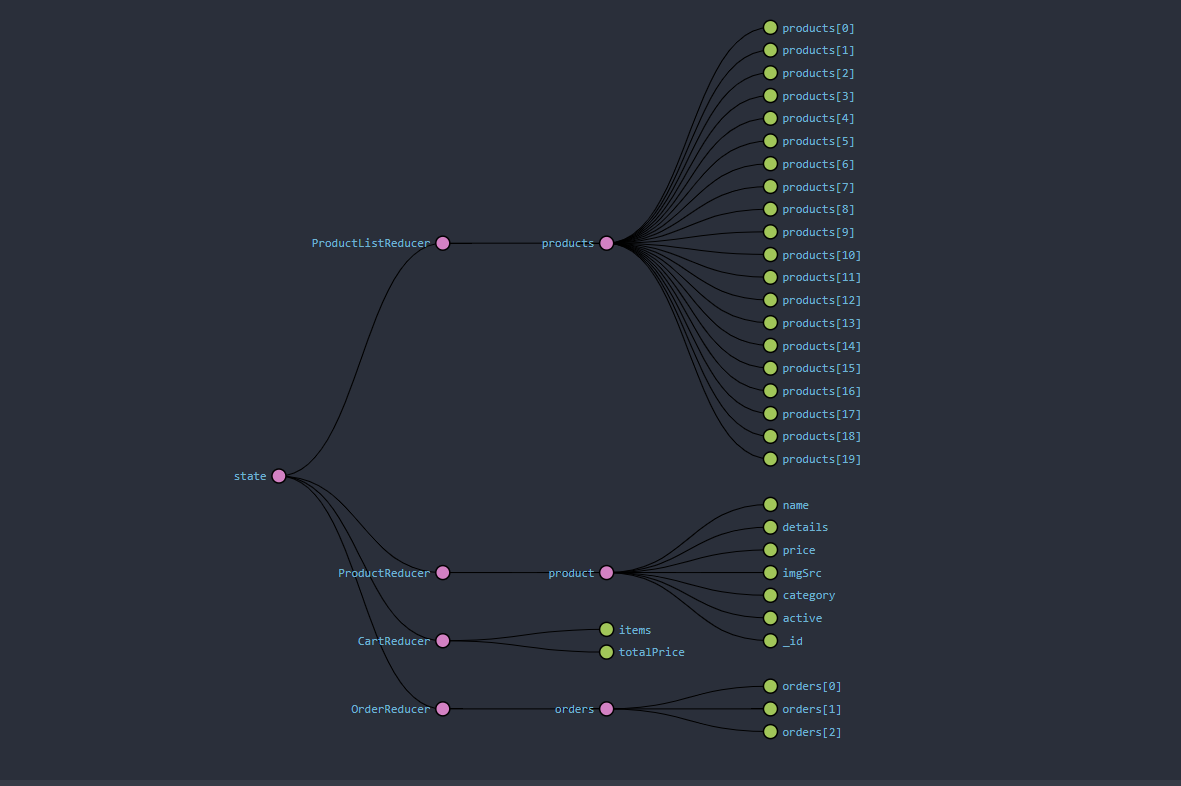 state
ProductListReducer
products
products[0]
products[1]
products[2]
products[3]
products[4]
products[5]
products[6]
products[7]
products[8]
products[9]
products[10]
products[11]
products[12]
products[13]
products[14]
products[15]
products[16]
products[17]
products[18]
products[19]
ProductReducer
product
name
details
price
imgSrc
category
active
_id
CartReducer
items
totalPrice
OrderReducer
orders
orders[0]
orders[1]
orders[2]